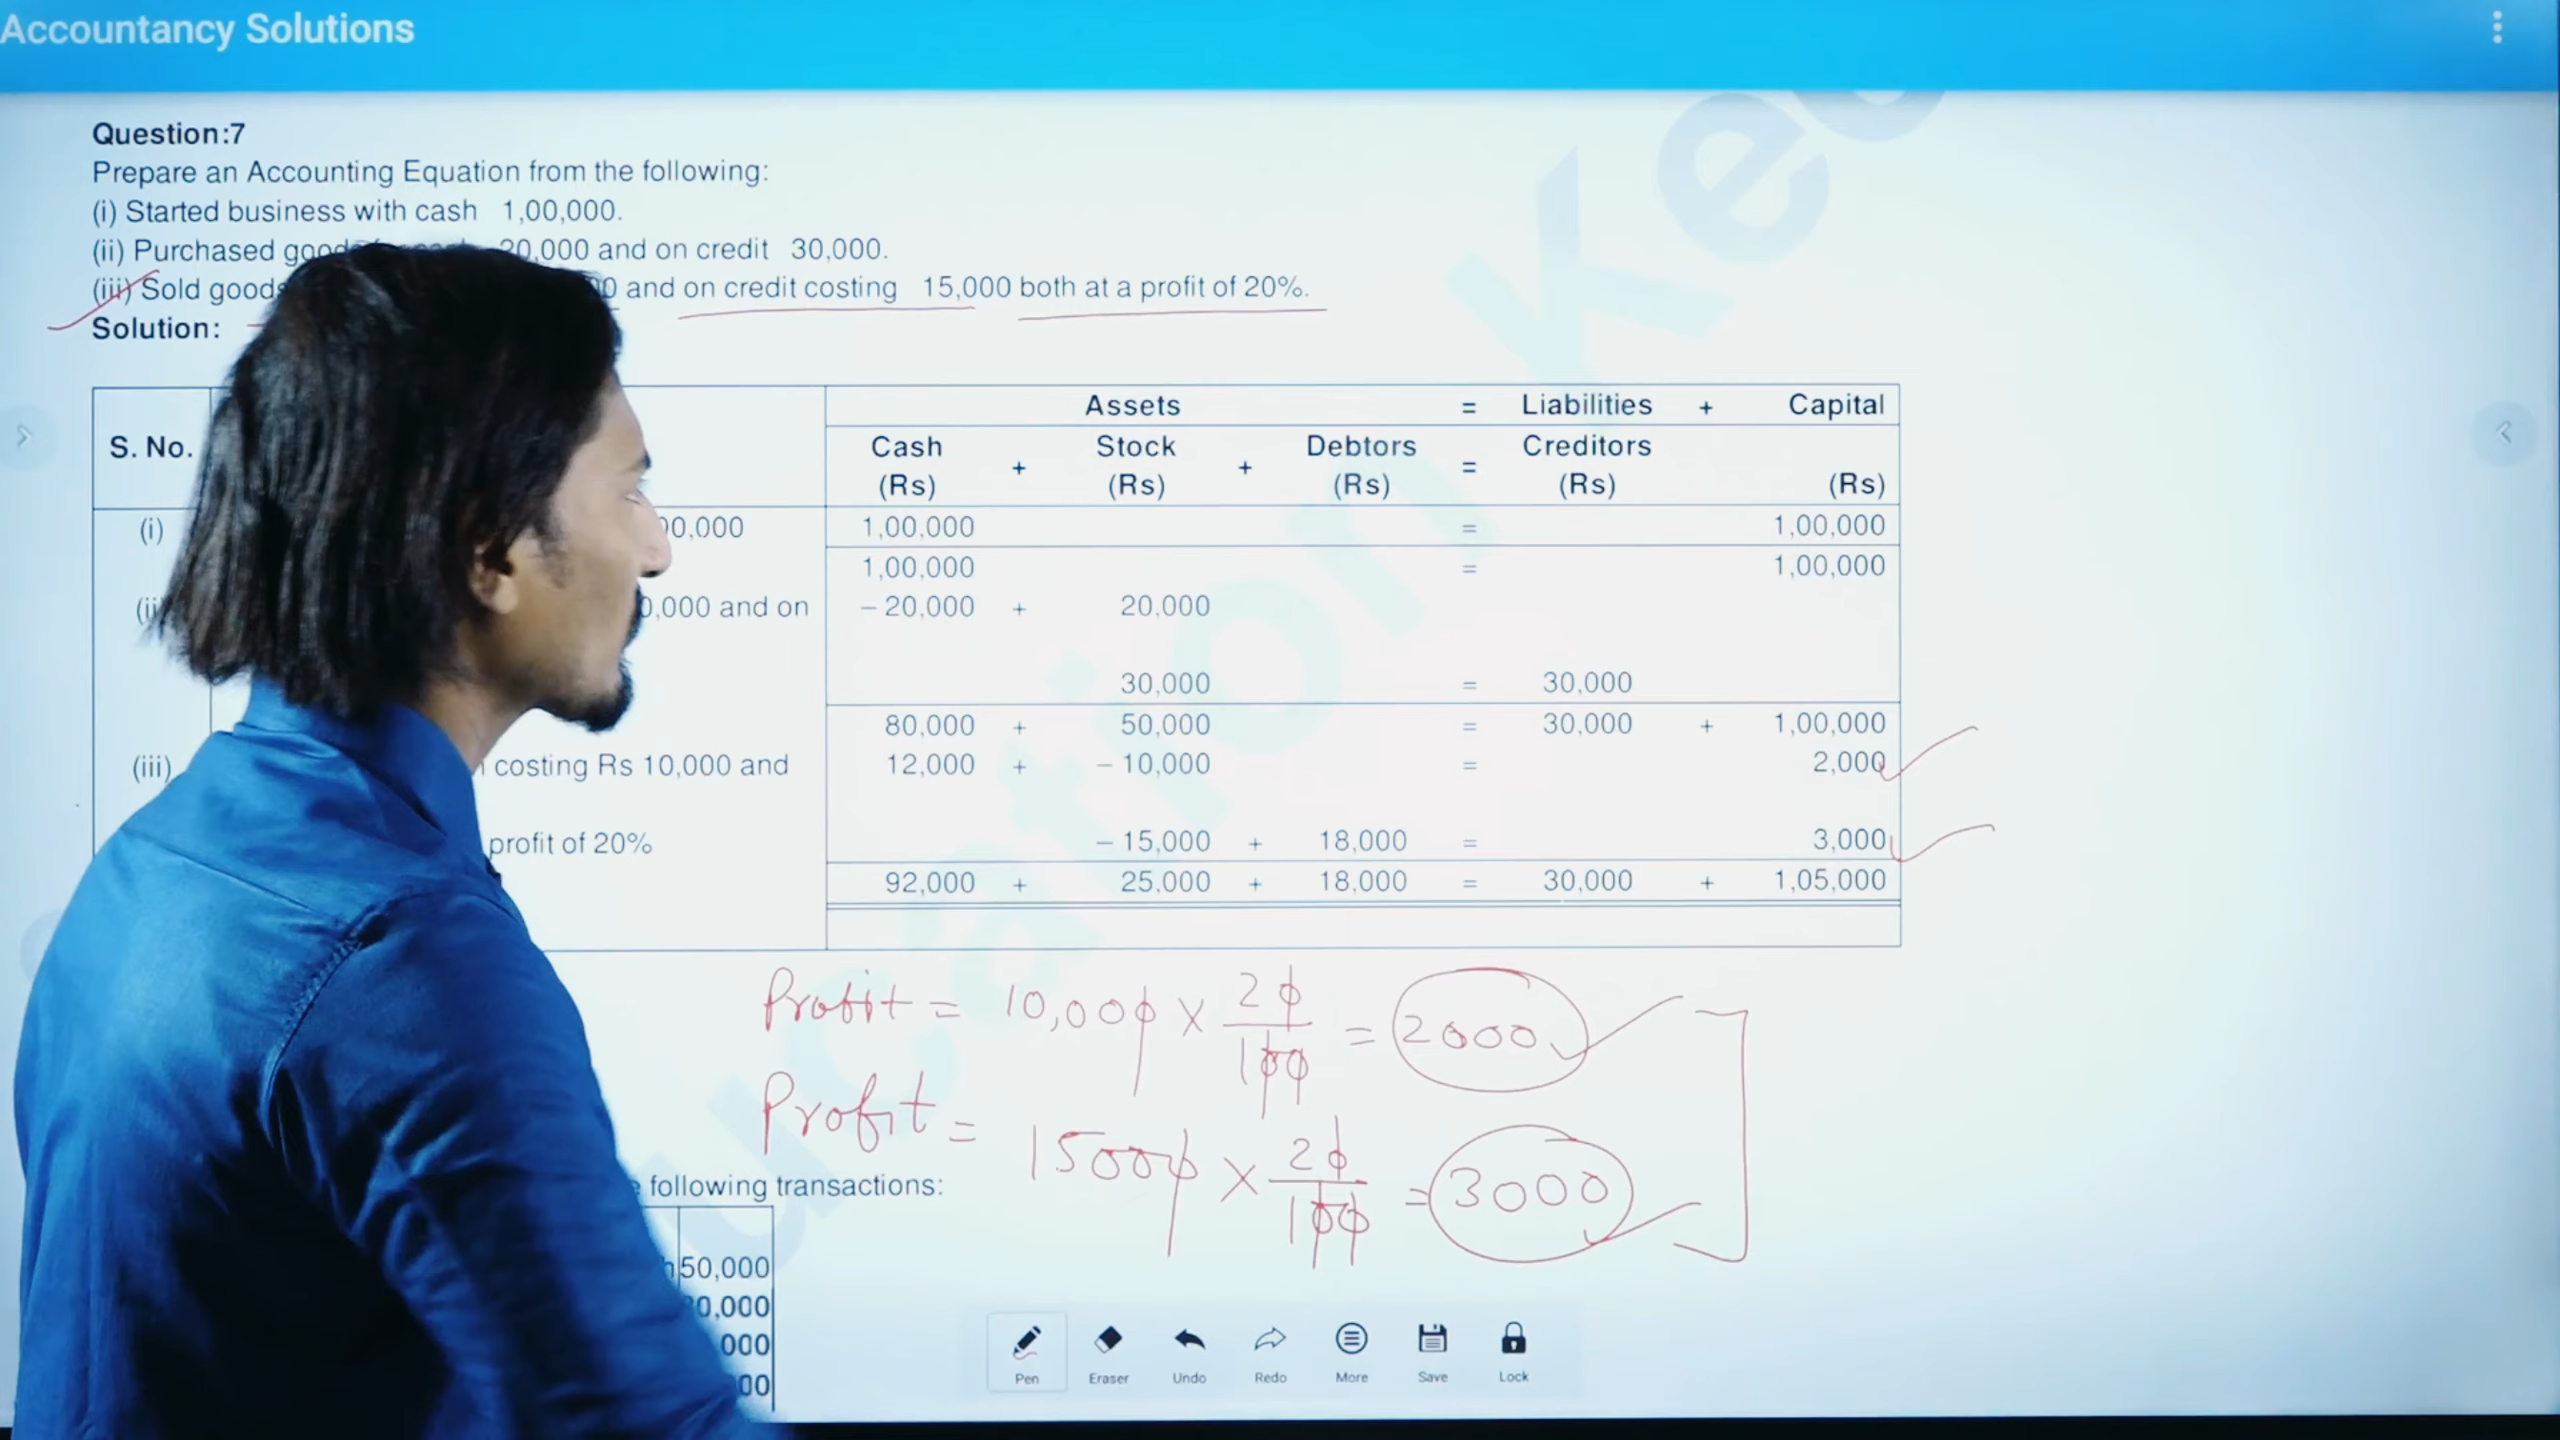 Accountancy Solutions
Question:7
Prepare an Accounting Equation from the following:
(i) Started business with cash 1,00,000.
(ii) Purchased goods 20,000 and on credit 30,000.
(iii) Sold goods and on credit costing 15,000 both at a profit of 20%.
Solution:
Assets = Liabilities + Capital
S. No. Cash (Rs) + Stock (Rs) + Debtors (Rs) = Creditors (Rs) (Rs)
(i) 00,000 1,00,000 = 1,00,000
1,00,000 = 1,00,000
(ii) 0,000 and on – 20,000 + 20,000
30,000 = 30,000
80,000 + 50,000 = 30,000 + 1,00,000
(iii) costing Rs 10,000 and 12,000 + – 10,000 = 2,000
profit of 20% – 15,000 + 18,000 = 3,000
92,000 + 25,000 + 18,000 = 30,000 + 1,05,000
Profit = 10,000 × 20/100 = 2000
Profit = 15000 × 20/100 = 3000
following transactions:
50,000
0,000
000
00
Pen Eraser Undo Redo More Save Lock